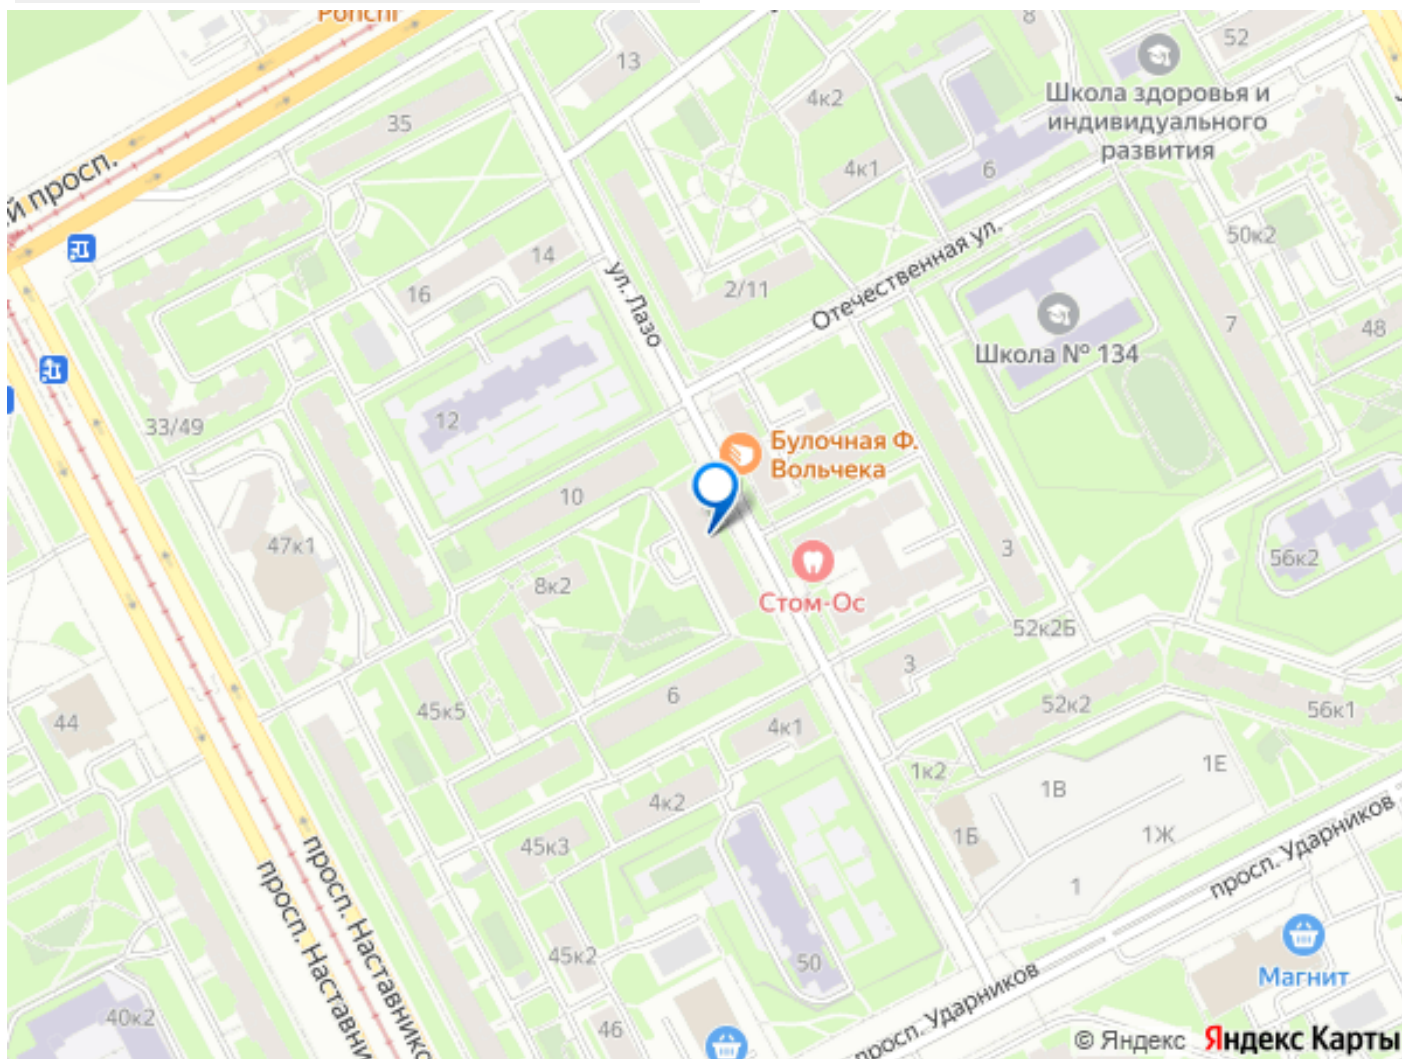 Ponchi
8
52
13
4к2
Школа здоровья и
индивидуального
развития
35
4к1
6
й просп.
50к2
14
ул. Лазо
Отечественная ул.
16
2/11
7
48
Школа № 134
12
33/49
Булочная Ф.
Вольчека
10
47к1
3
56к2
8к2
Стом-Ос
52к2Б
3
6
45к5
52к2
56к1
44
4к1
1к2
1В
1Е
4к2
1Б
1Ж
45к3
просп. Ударников
1
просп. Наставнико
просп. Наставни
45к2
50
Магнит
просп. Ударников
40к2
46
© Яндекс Яндекс Карты